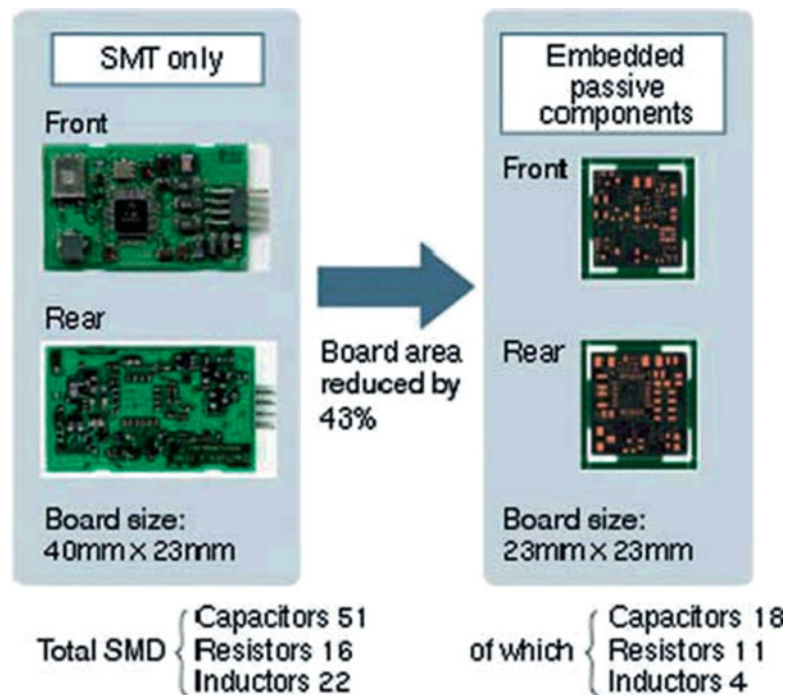 SMT only
Front
Rear
Board size:
40mm x 23mm
Board area
reduced by
43%
Embedded
passive
components
Front
Rear
Board size:
23mm x 23mm
Total SMD
Capacitors 51
Resistors 16
Inductors 22
of which
Capacitors 18
Resistors 11
Inductors 4